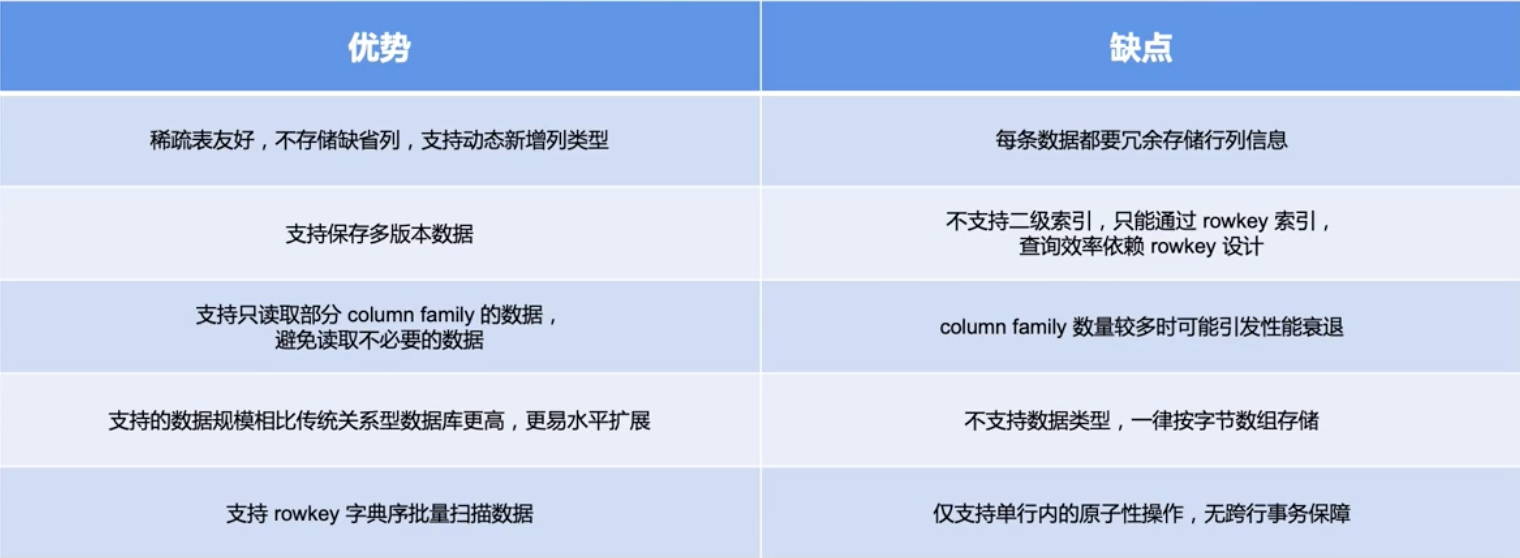 优势
缺点
稀疏表友好，不存储缺省列，支持动态新增列类型
每条数据都要冗余存储行列信息
支持保存多版本数据
不支持二级索引，只能通过 rowkey 索引，
查询效率依赖 rowkey 设计
支持只读取部分 column family 的数据，
避免读取不必要的数据
column family 数量较多时可能引发性能衰退
支持的数据规模相比传统关系型数据库更高，更易水平扩展
不支持数据类型，一律按字节数组存储
支持 rowkey 字典序批量扫描数据
仅支持单行内的原子性操作，无跨行事务保障